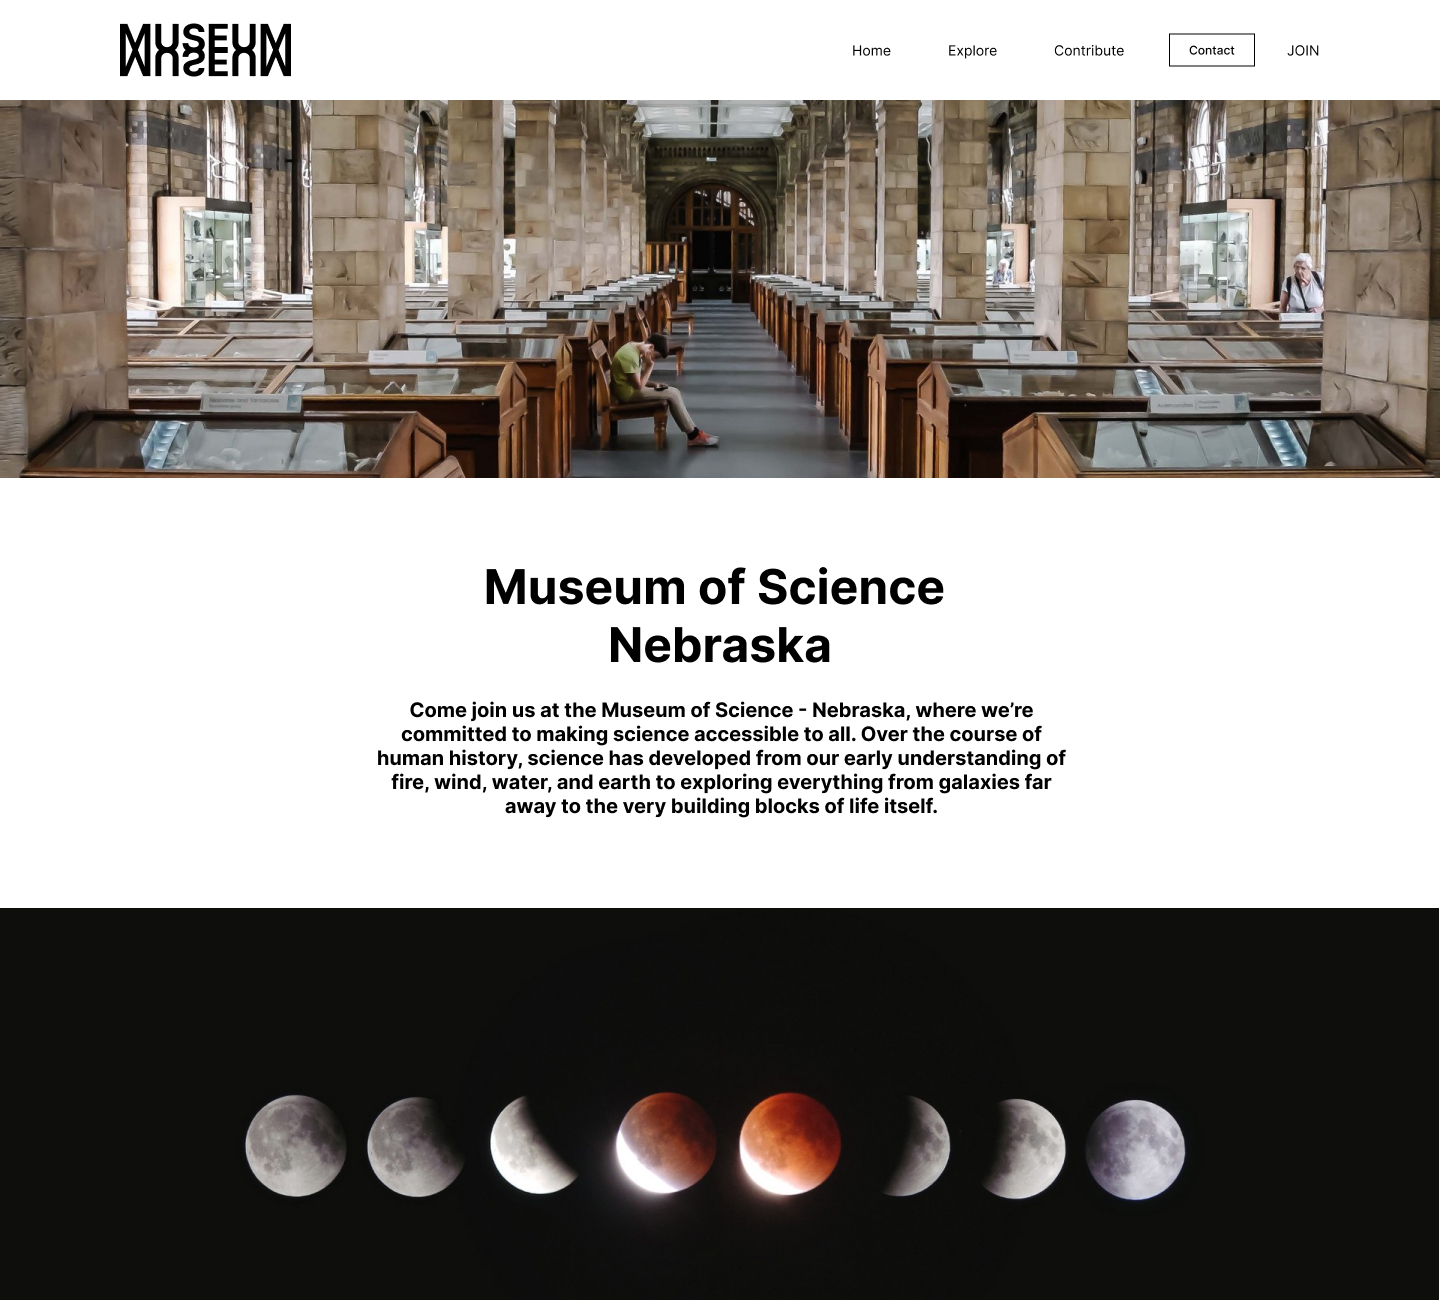 MUSEUM
Home Explore Contribute Contact JOIN
Museum of Science
Nebraska
Come join us at the Museum of Science - Nebraska, where we’re
committed to making science accessible to all. Over the course of
human history, science has developed from our early understanding of
fire, wind, water, and earth to exploring everything from galaxies far
away to the very building blocks of life itself.